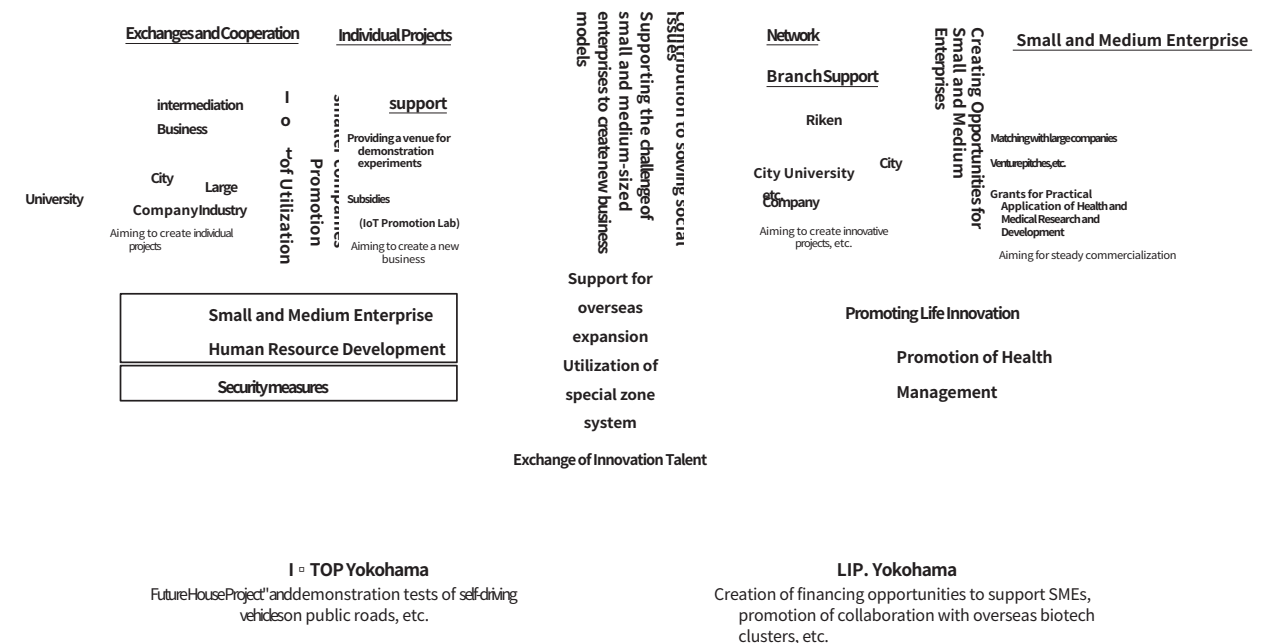 Exchanges and Cooperation
Individual Projects
intermediation
Business
support
Providing a venue for
demonstration
experiments
City
Large
University
Company Industry
Subsidies
(IoT Promotion Lab)
Aiming to create individual
projects
Aiming to create a new
business
I
o
t
of Utilization
Promotion
smaller companies
Small and Medium Enterprise
Human Resource Development
Security measures
Contribution to solving social
issues
Supporting the challenge of
small and medium-sized
enterprises to create new business
models
Support for
overseas
expansion
Utilization of
special zone
system
Exchange of Innovation Talent
Network
Branch Support
Riken
City
City University
etc.
Company
Aiming to create innovative
projects, etc.
Creating Opportunities for
Small and Medium
Enterprises
Small and Medium Enterprise
Matching with large companies
Venture pitches, etc.
Grants for Practical
Application of Health and
Medical Research and
Development
Aiming for steady commercialization
Promoting Life Innovation
Promotion of Health
Management
I▫TOP Yokohama
Future House Project" and demonstration tests of self-driving
vehicles on public roads, etc.
LIP. Yokohama
Creation of financing opportunities to support SMEs,
promotion of collaboration with overseas biotech
clusters, etc.